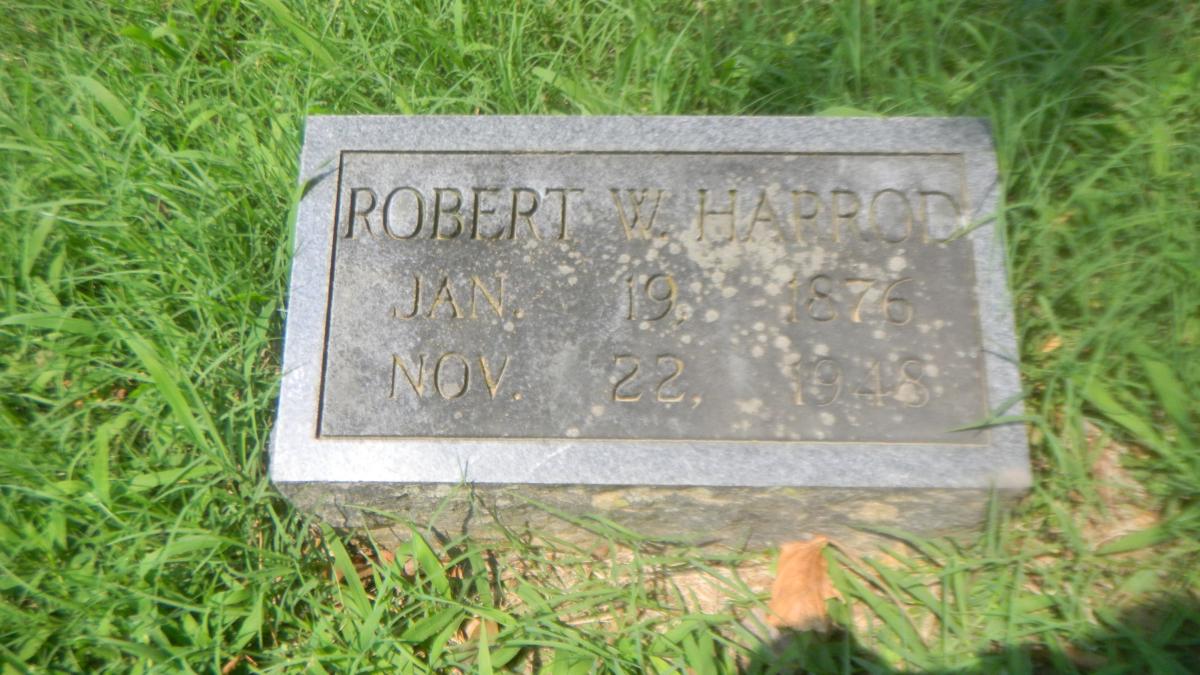 ROBERT W. HARROD
JAN. 19, 1876
NOV. 22, 1948